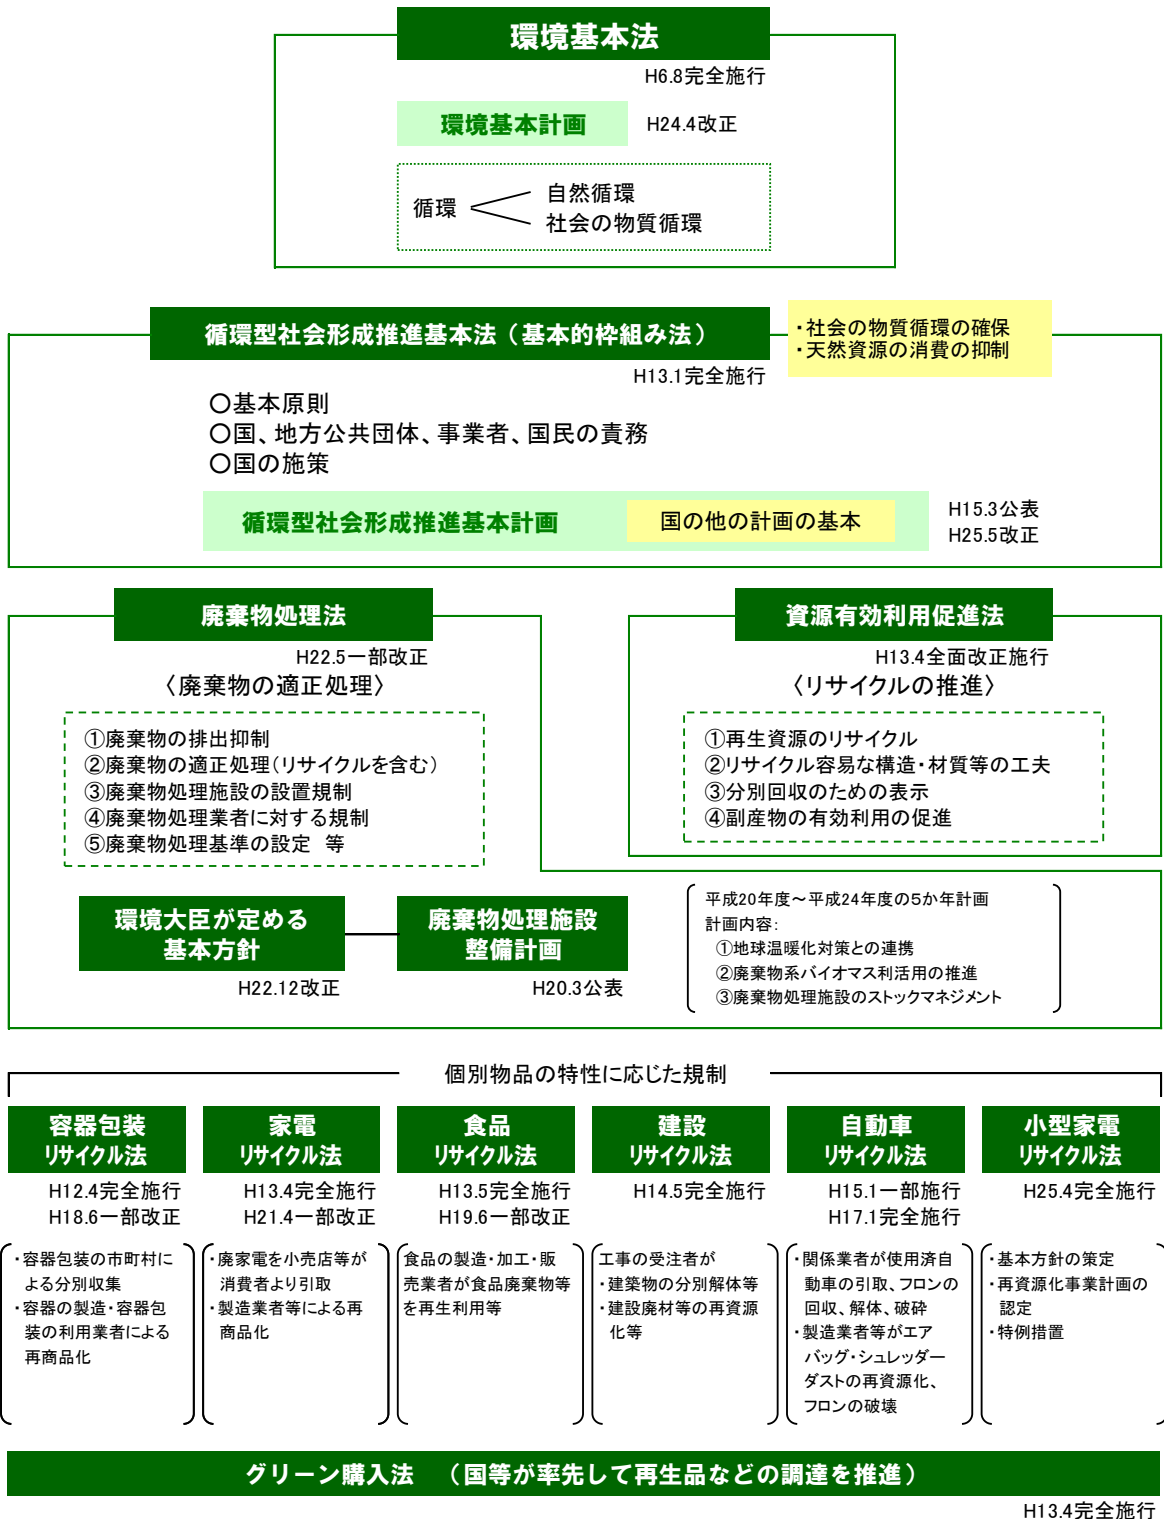 環境基本法
H6.8完全施行
環境基本計画
H24.4改正
循環
自然循環
社会の物質循環
循環型社会形成推進基本法（基本的枠組み法）
・社会の物質循環の確保
・天然資源の消費の抑制
H13.1完全施行
〇基本原則
〇国、地方公共団体、事業者、国民の責務
〇国の施策
循環型社会形成推進基本計画
国の他の計画の基本
H15.3公表
H25.5改正
廃棄物処理法
H22.5一部改正
〈廃棄物の適正処理〉
①廃棄物の排出抑制
②廃棄物の適正処理(リサイクルを含む)
③廃棄物処理施設の設置規制
④廃棄物処理業者に対する規制
⑤廃棄物処理基準の設定　等
資源有効利用促進法
H13.4全面改正施行
〈リサイクルの推進〉
①再生資源のリサイクル
②リサイクル容易な構造・材質等の工夫
③分別回収のための表示
④副産物の有効利用の促進
環境大臣が定める
基本方針
H22.12改正
廃棄物処理施設
整備計画
H20.3公表
平成20年度～平成24年度の5か年計画
計画内容:
①地球温暖化対策との連携
②廃棄物系バイオマス利活用の推進
③廃棄物処理施設のストックマネジメント
個別物品の特性に応じた規制
容器包装
リサイクル法
H12.4完全施行
H18.6一部改正
・容器包装の市町村に
よる分別収集
・容器の製造・容器包
装の利用業者による
再商品化
家電
リサイクル法
H13.4完全施行
H21.4一部改正
・廃家電を小売店等が
消費者より引取
・製造業者等による再
商品化
食品
リサイクル法
H13.5完全施行
H19.6一部改正
食品の製造・加工・販
売業者が食品廃棄物等
を再生利用等
建設
リサイクル法
H14.5完全施行
工事の受注者が
・建築物の分別解体等
・建設廃材等の再資源
化等
自動車
リサイクル法
H15.1一部施行
H17.1完全施行
・関係業者が使用済自
動車の引取、フロンの
回収、解体、破砕
・製造業者等がエア
バッグ・シュレッダー
ダストの再資源化、
フロンの破壊
小型家電
リサイクル法
H25.4完全施行
・基本方針の策定
・再資源化事業計画の
認定
・特例措置
グリーン購入法　（国等が率先して再生品などの調達を推進）
H13.4完全施行